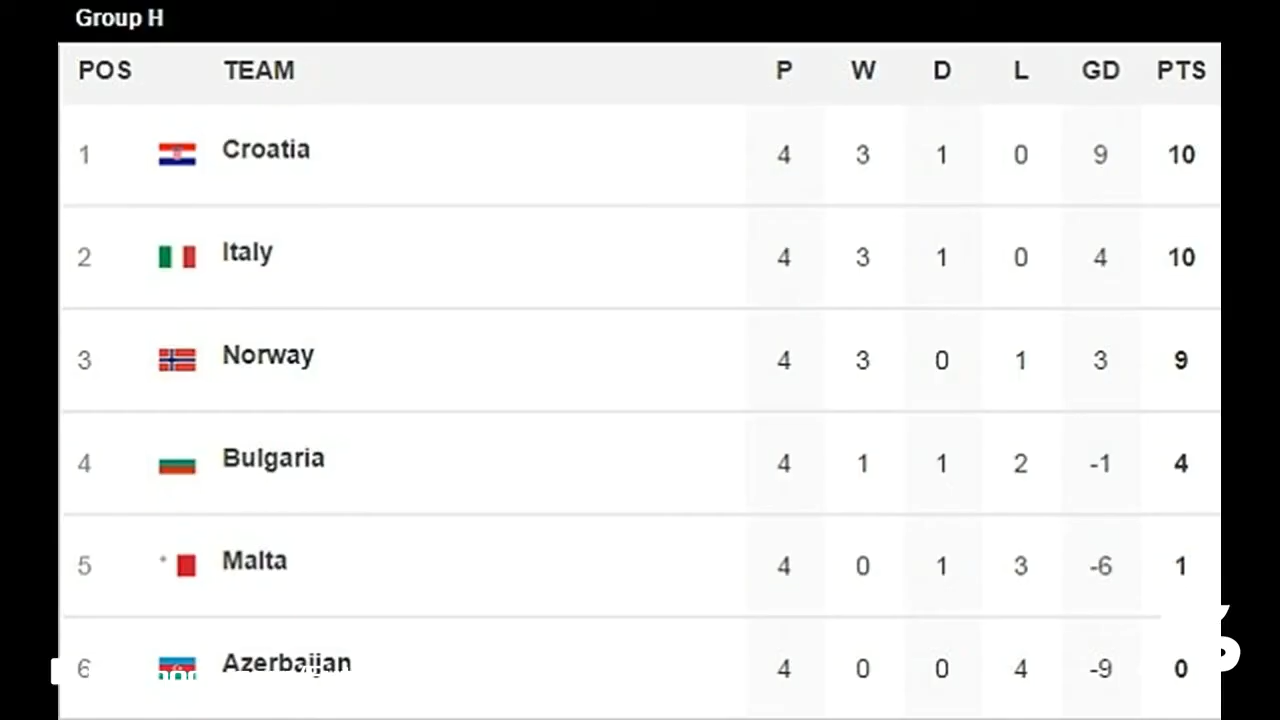 Group H
POS TEAM P W D L GD PTS
1 Croatia 4 3 1 0 9 10
2 Italy 4 3 1 0 4 10
3 Norway 4 3 0 1 3 9
4 Bulgaria 4 1 1 2 -1 4
5 Malta 4 0 1 3 -6 1
6 Azerbaijan 4 0 0 4 -9 0